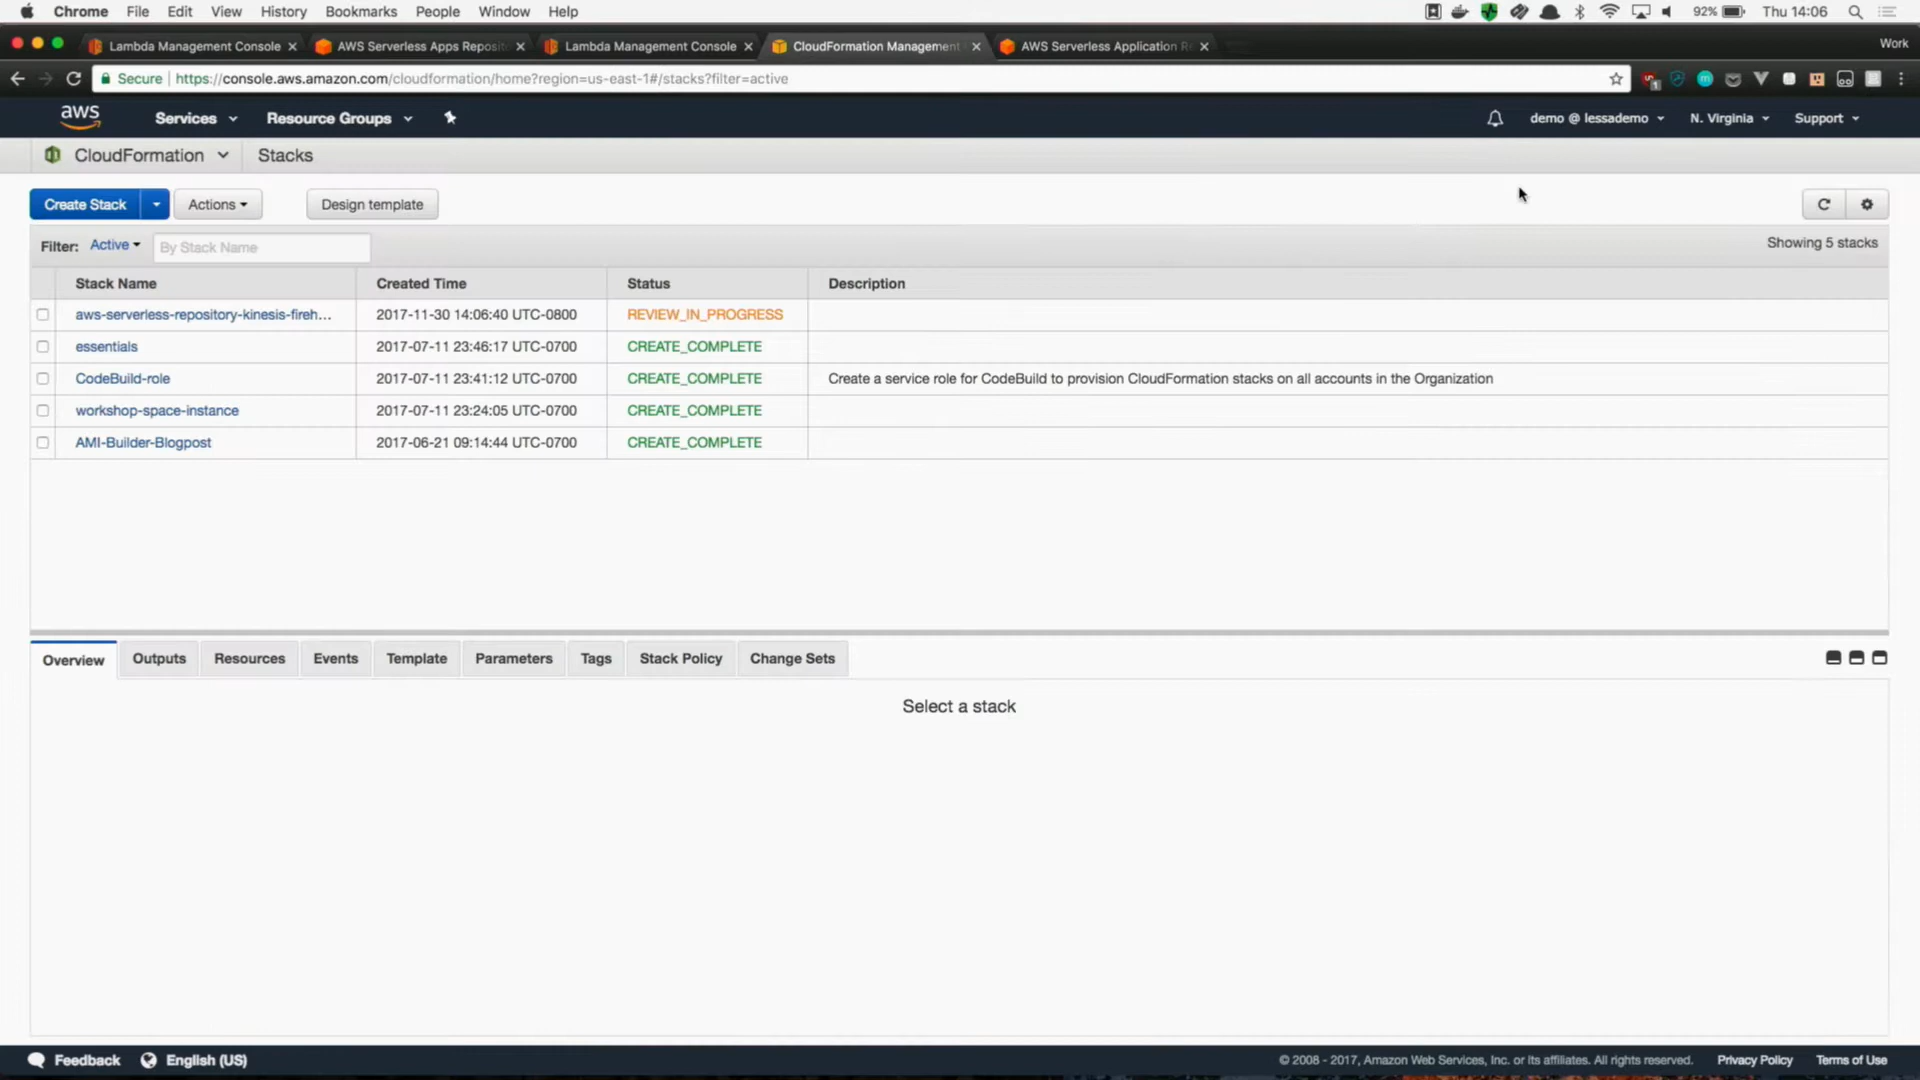 Chrome File Edit View History Bookmarks People Window Help 92% Thu 14:06
Lambda Management Console AWS Serverless Apps Reposit Lambda Management Console CloudFormation Management AWS Serverless Application R Work
Secure https://console.aws.amazon.com/cloudformation/home?region=us-east-1#/stacks?filter=active
aws Services Resource Groups demo @ lessademo N. Virginia Support
CloudFormation Stacks
Create Stack Actions Design template
Filter: Active By Stack Name Showing 5 stacks
Stack Name Created Time Status Description
aws-serverless-repository-kinesis-fireh... 2017-11-30 14:06:40 UTC-0800 REVIEW_IN_PROGRESS
essentials 2017-07-11 23:46:17 UTC-0700 CREATE_COMPLETE
CodeBuild-role 2017-07-11 23:41:12 UTC-0700 CREATE_COMPLETE Create a service role for CodeBuild to provision CloudFormation stacks on all accounts in the Organization
workshop-space-instance 2017-07-11 23:24:05 UTC-0700 CREATE_COMPLETE
AMI-Builder-Blogpost 2017-06-21 09:14:44 UTC-0700 CREATE_COMPLETE
Overview Outputs Resources Events Template Parameters Tags Stack Policy Change Sets
Select a stack
Feedback English (US) © 2008 - 2017, Amazon Web Services, Inc. or its affiliates. All rights reserved. Privacy Policy Terms of Use